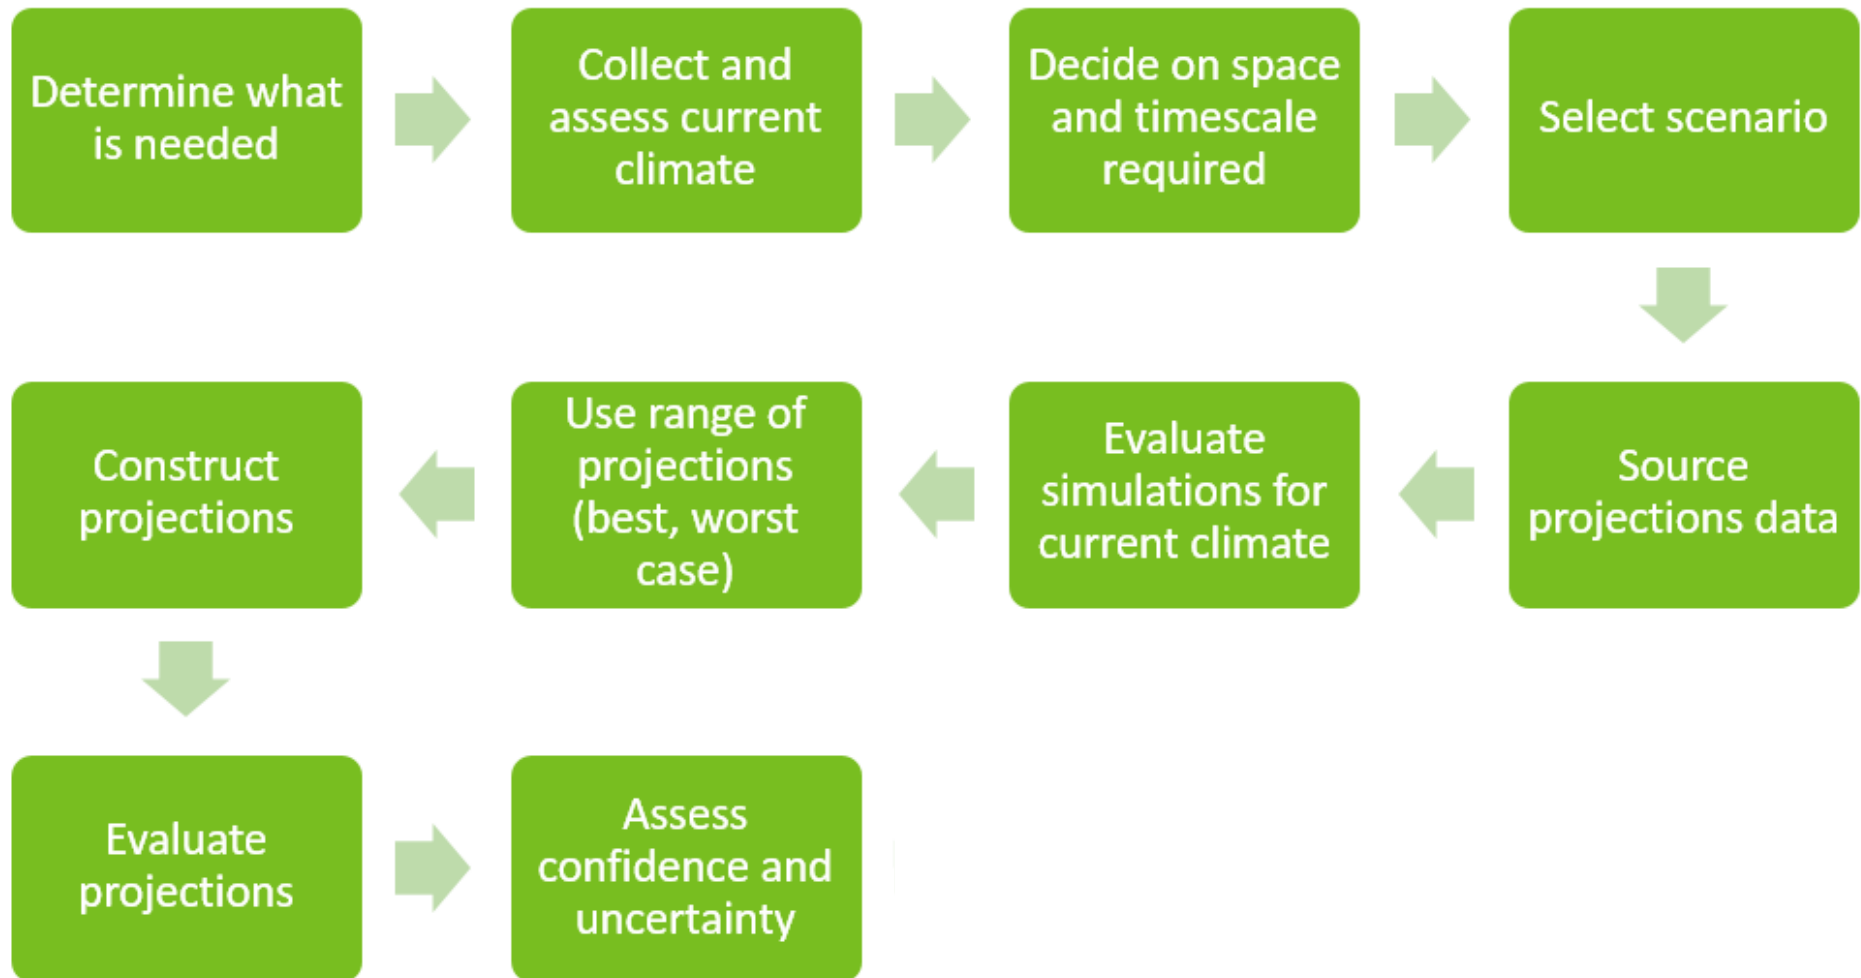 Determine what
is needed
Collect and
assess current
climate
Decide on space
and timescale
required
Select scenario
Source
projections data
Evaluate
simulations for
current climate
Use range of
projections
(best, worst
case)
Construct
projections
Evaluate
projections
Assess
confidence and
uncertainty